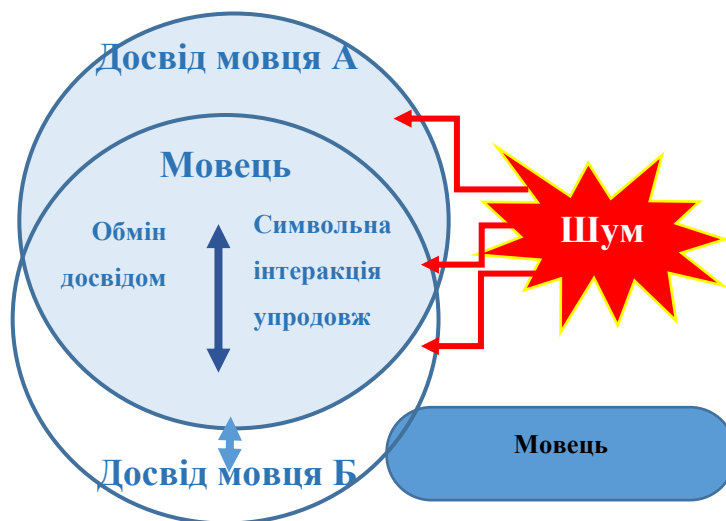 Досвід мовця А
Мовець
Обмін
досвідом
Символьна
інтеракція
упродовж
Шум
Мовець
Досвід мовця Б